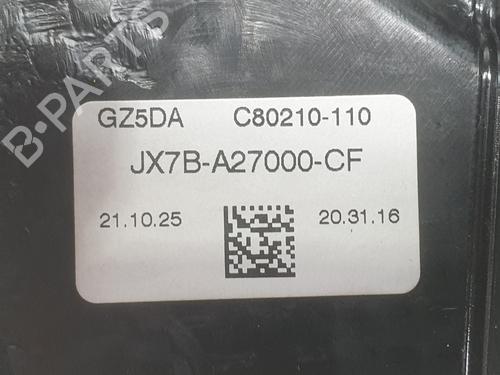 GZ5DA C80210-110
JX7B-A27000-CF
21.10.25 20.31.16
B-PARTS